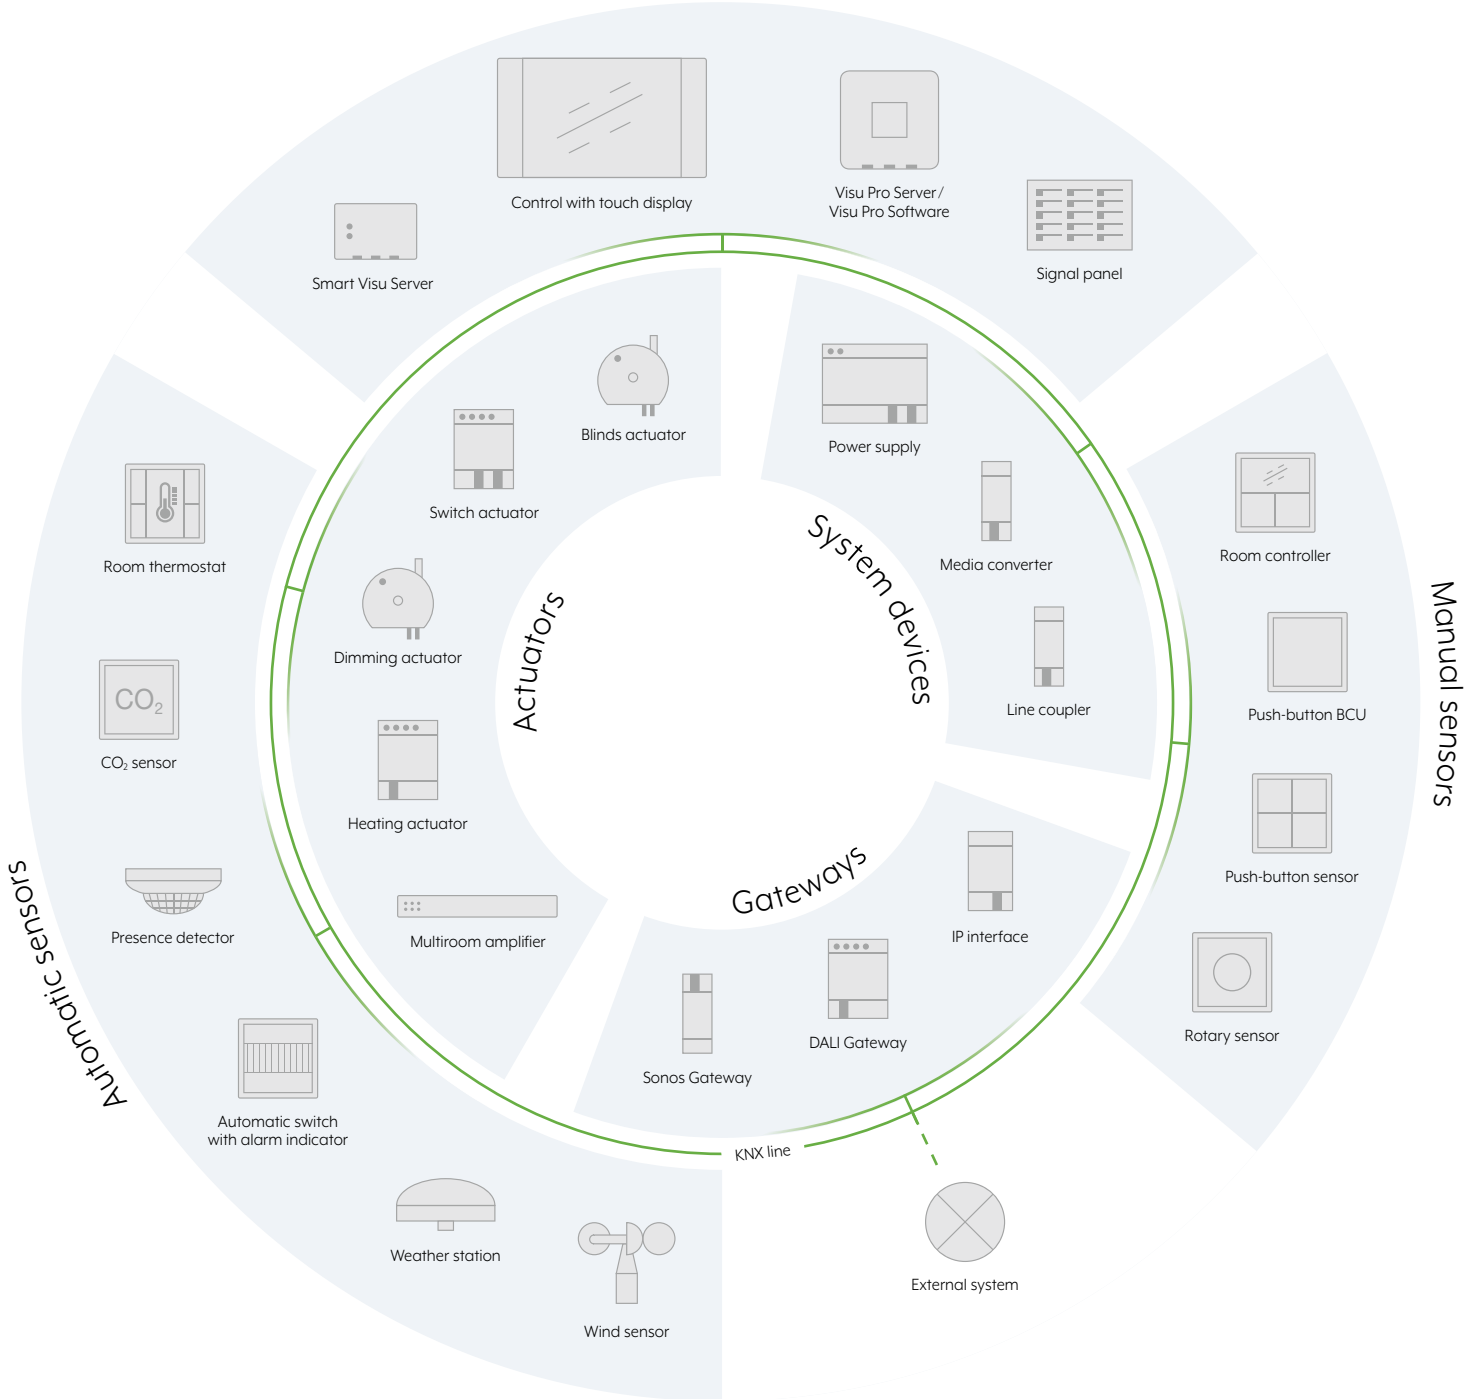 Control with touch display
Visu Pro Server/
Visu Pro Software
Smart Visu Server
Signal panel
Blinds actuator
Switch actuator
Dimming actuator
Heating actuator
Multiroom amplifier
Actuators
Power supply
Media converter
Line coupler
System devices
IP interface
DALI Gateway
Sonos Gateway
Gateways
Room thermostat
CO₂
CO₂ sensor
Presence detector
Automatic switch
with alarm indicator
Weather station
Wind sensor
Automatic sensors
Room controller
Push-button BCU
Push-button sensor
Rotary sensor
Manual sensors
KNX line
External system